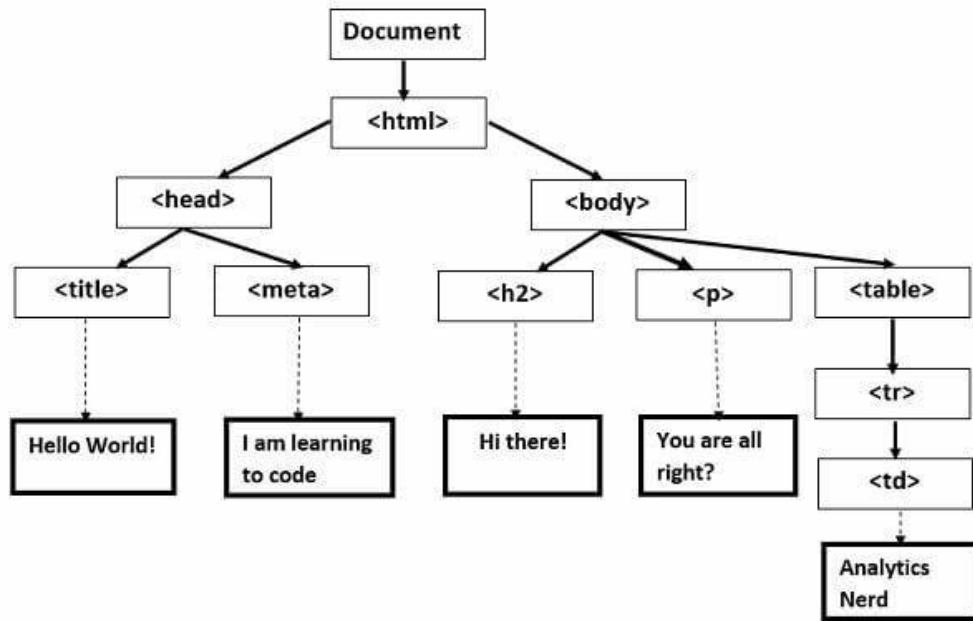 Document
<html>
<head>
<body>
<title>
<meta>
<h2>
<p>
<table>
<tr>
Hello World!
I am learning
to code
Hi there!
You are all
right?
<td>
Analytics
Nerd